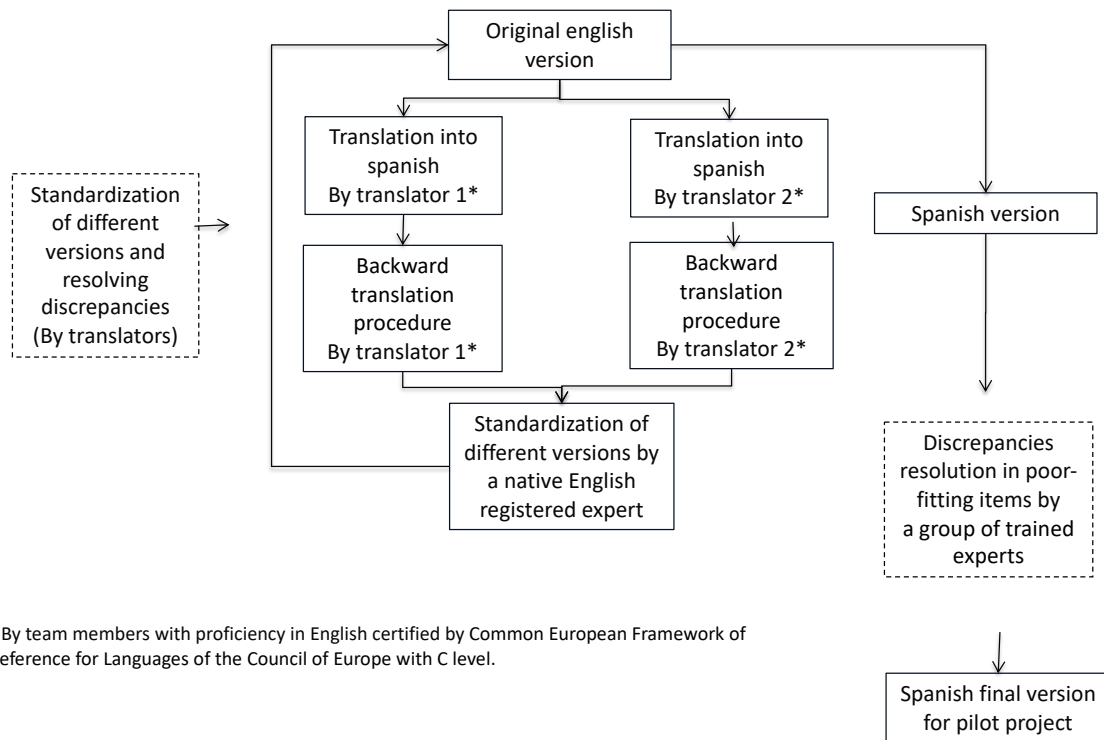 Original english
version
Translation into
spanish
By translator 1*
Translation into
spanish
By translator 2*
Standardization
of different
versions and
resolving
discrepancies
(By translators)
Spanish version
Backward
translation
procedure
By translator 1*
Backward
translation
procedure
By translator 2*
Standardization of
different versions by
a native English
registered expert
Discrepancies
resolution in poor-
fitting items by
a group of trained
experts
By team members with proficiency in English certified by Common European Framework of
eference for Languages of the Council of Europe with C level.
Spanish final version
for pilot project